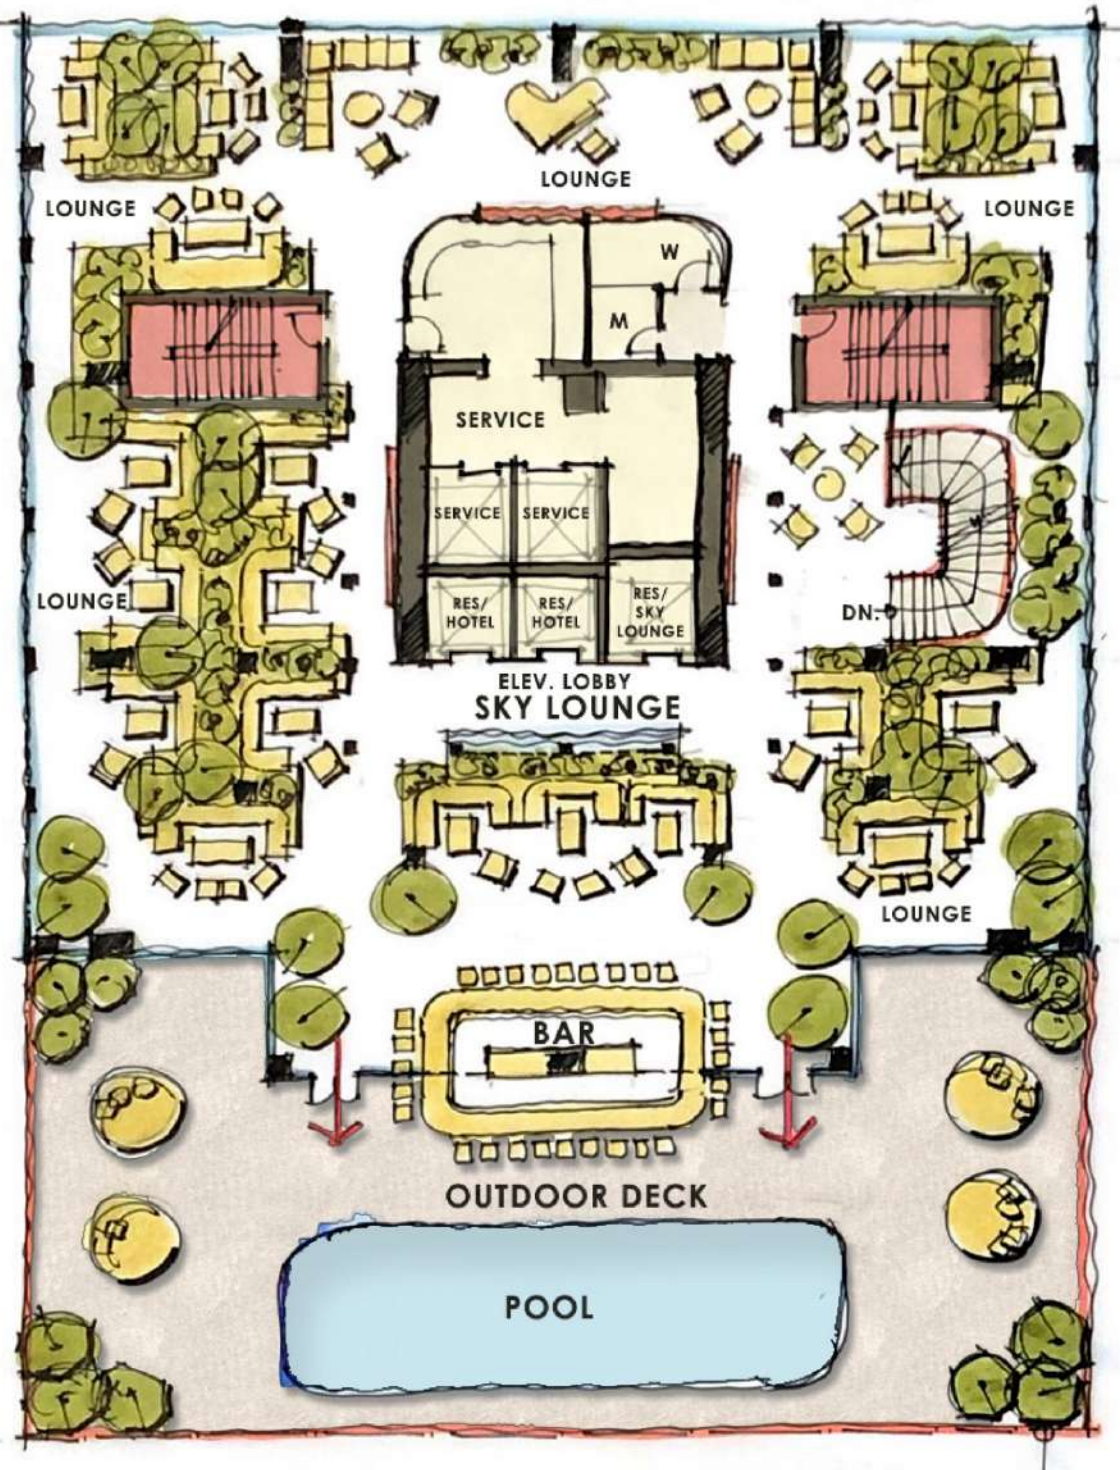 LOUNGE
LOUNGE
LOUNGE
W
M
SERVICE
SERVICE
SERVICE
LOUNGE
RES/
HOTEL
RES/
HOTEL
RES/
SKY
LOUNGE
DN.
ELEV. LOBBY
SKY LOUNGE
LOUNGE
BAR
OUTDOOR DECK
POOL